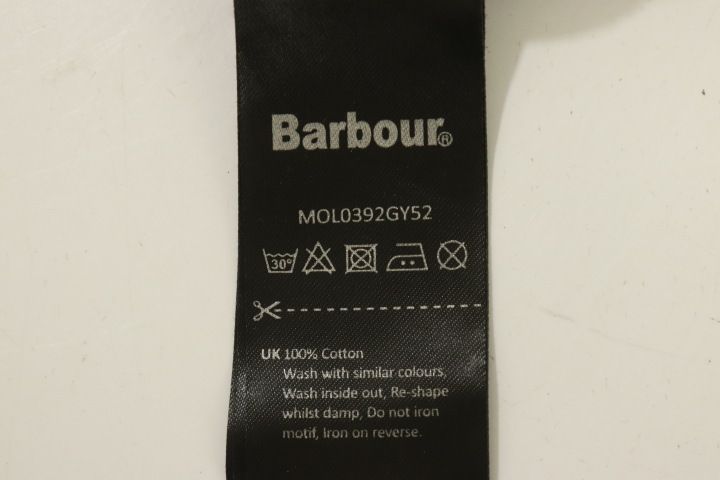 Barbour®
MOL0392GY52
30°
UK 100% Cotton
Wash with similar colours,
Wash inside out, Re-shape
whilst damp, Do not iron
motif, Iron on reverse.